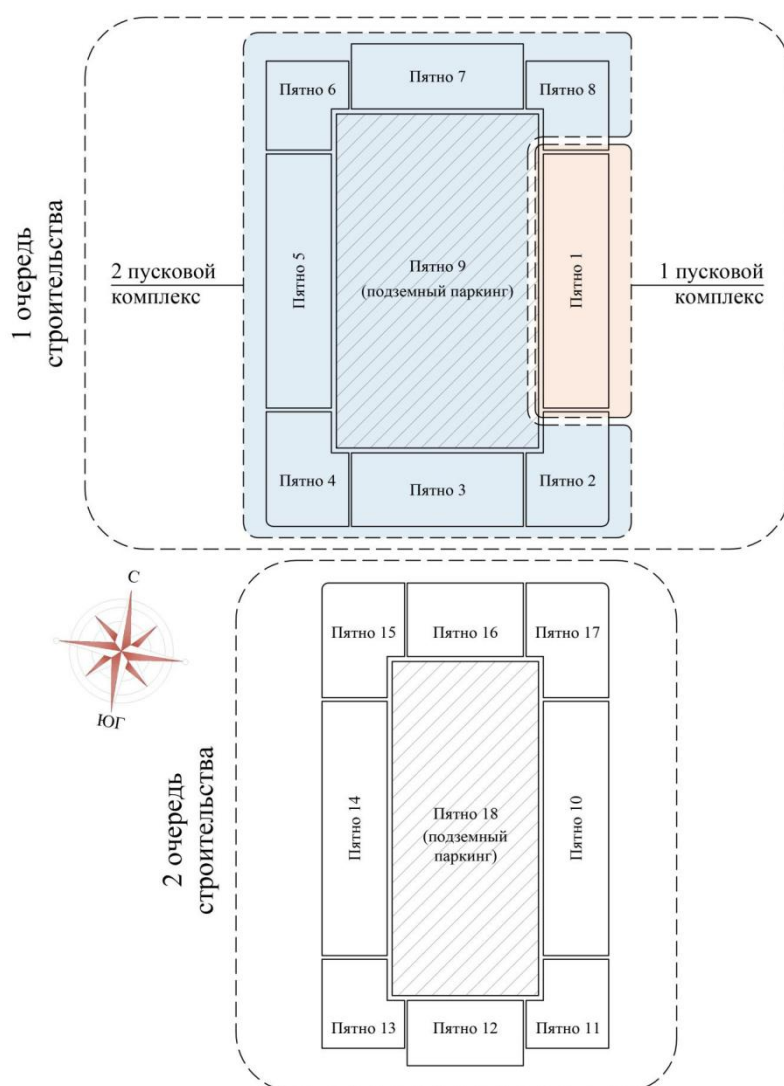 1 очередь
строительства
2 пусковой
комплекс
1 пусковой
комплекс
Пятно 6
Пятно 7
Пятно 8
Пятно 5
Пятно 9
(подземный паркинг)
Пятно 1
Пятно 4
Пятно 3
Пятно 2
С
ЮГ
2 очередь
строительства
Пятно 15
Пятно 16
Пятно 17
Пятно 14
Пятно 18
(подземный
паркинг)
Пятно 10
Пятно 13
Пятно 12
Пятно 11